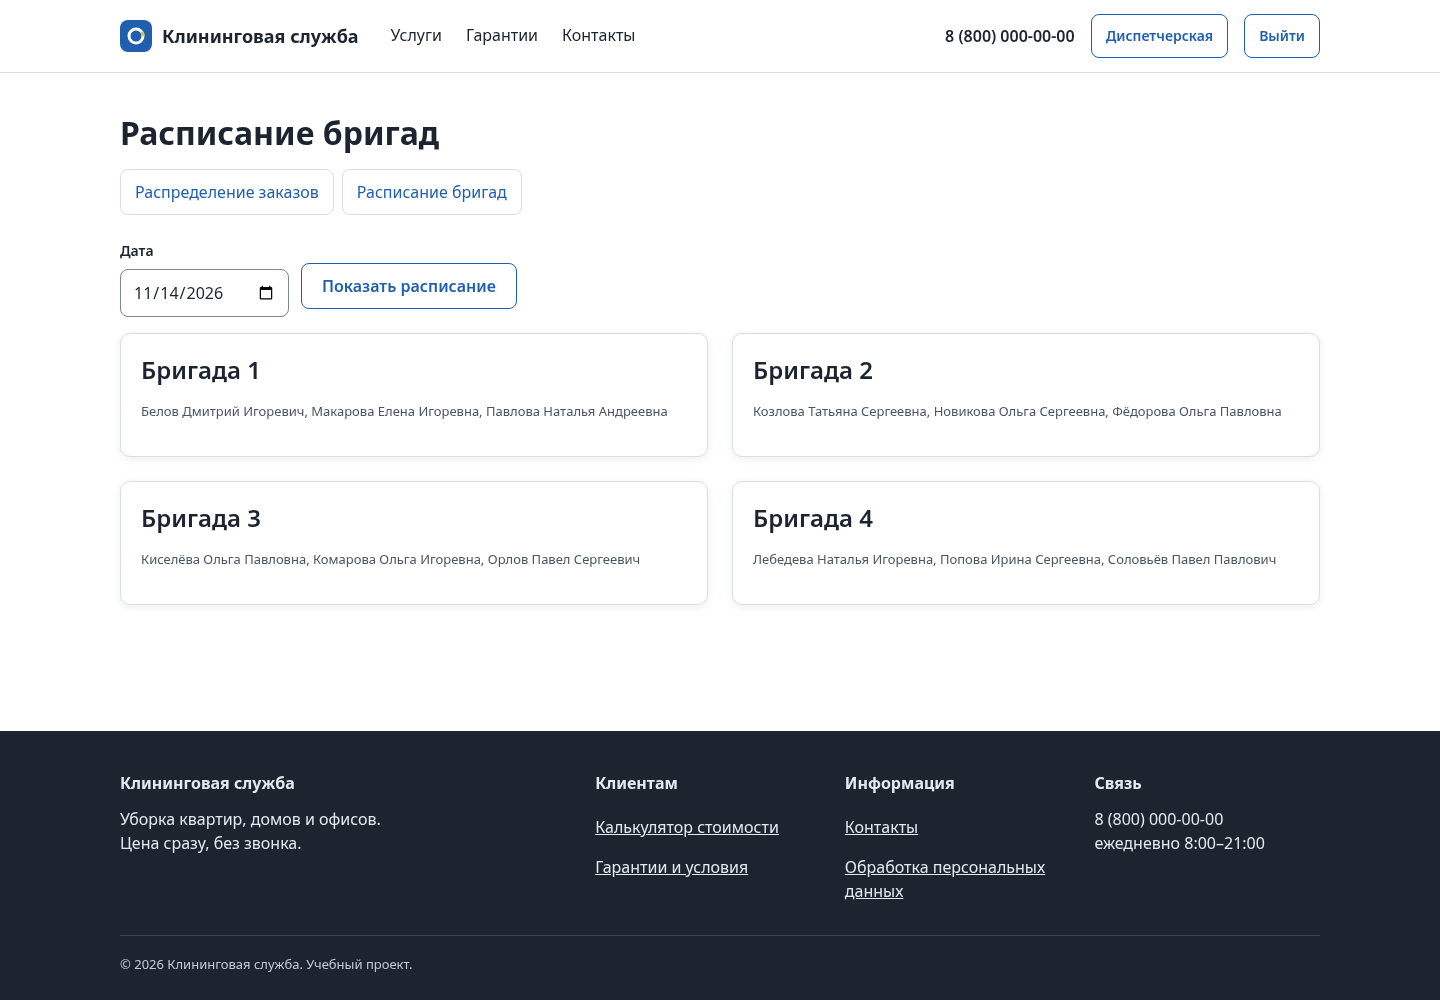 Клининговая служба
Услуги
Гарантии
Контакты
8 (800) 000-00-00
Диспетчерская
Выйти
Расписание бригад
Распределение заказов
Расписание бригад
Дата
11/14/2026
Показать расписание
Бригада 1
Белов Дмитрий Игоревич, Макарова Елена Игоревна, Павлова Наталья Андреевна
Бригада 2
Козлова Татьяна Сергеевна, Новикова Ольга Сергеевна, Фёдорова Ольга Павловна
Бригада 3
Киселёва Ольга Павловна, Комарова Ольга Игоревна, Орлов Павел Сергеевич
Бригада 4
Лебедева Наталья Игоревна, Попова Ирина Сергеевна, Соловьёв Павел Павлович
Клининговая служба
Уборка квартир, домов и офисов.
Цена сразу, без звонка.
Клиентам
Калькулятор стоимости
Гарантии и условия
Информация
Контакты
Обработка персональных
данных
Связь
8 (800) 000-00-00
ежедневно 8:00–21:00
© 2026 Клининговая служба. Учебный проект.